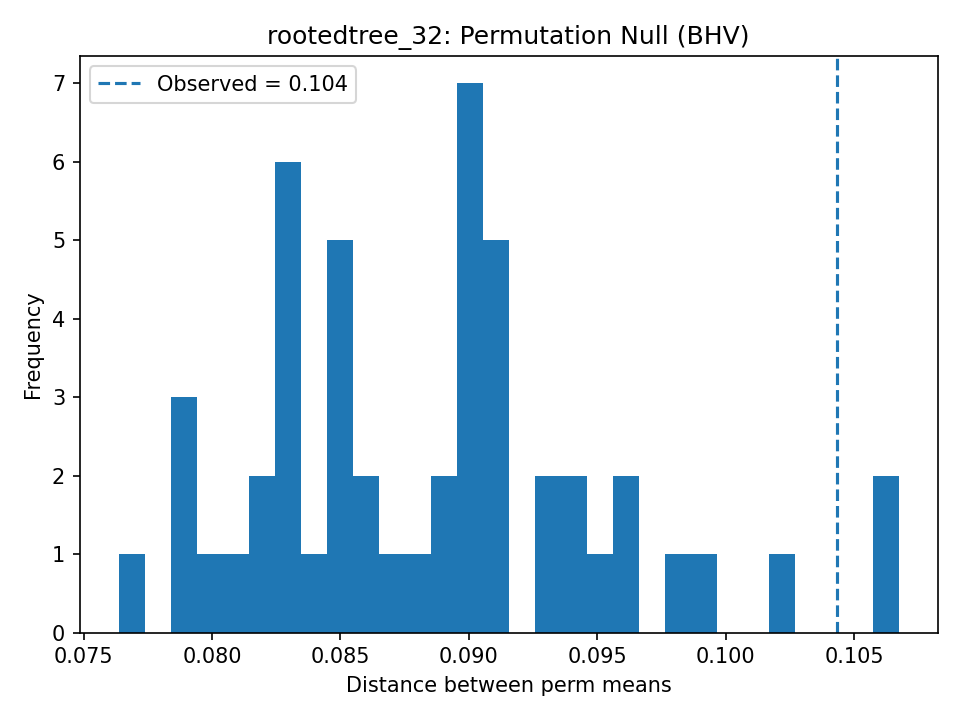 rootedtree_32: Permutation Null (BHV)
Observed = 0.104
Frequency
7
6
5
4
3
2
1
0
0.075 0.080 0.085 0.090 0.095 0.100 0.105
Distance between perm means